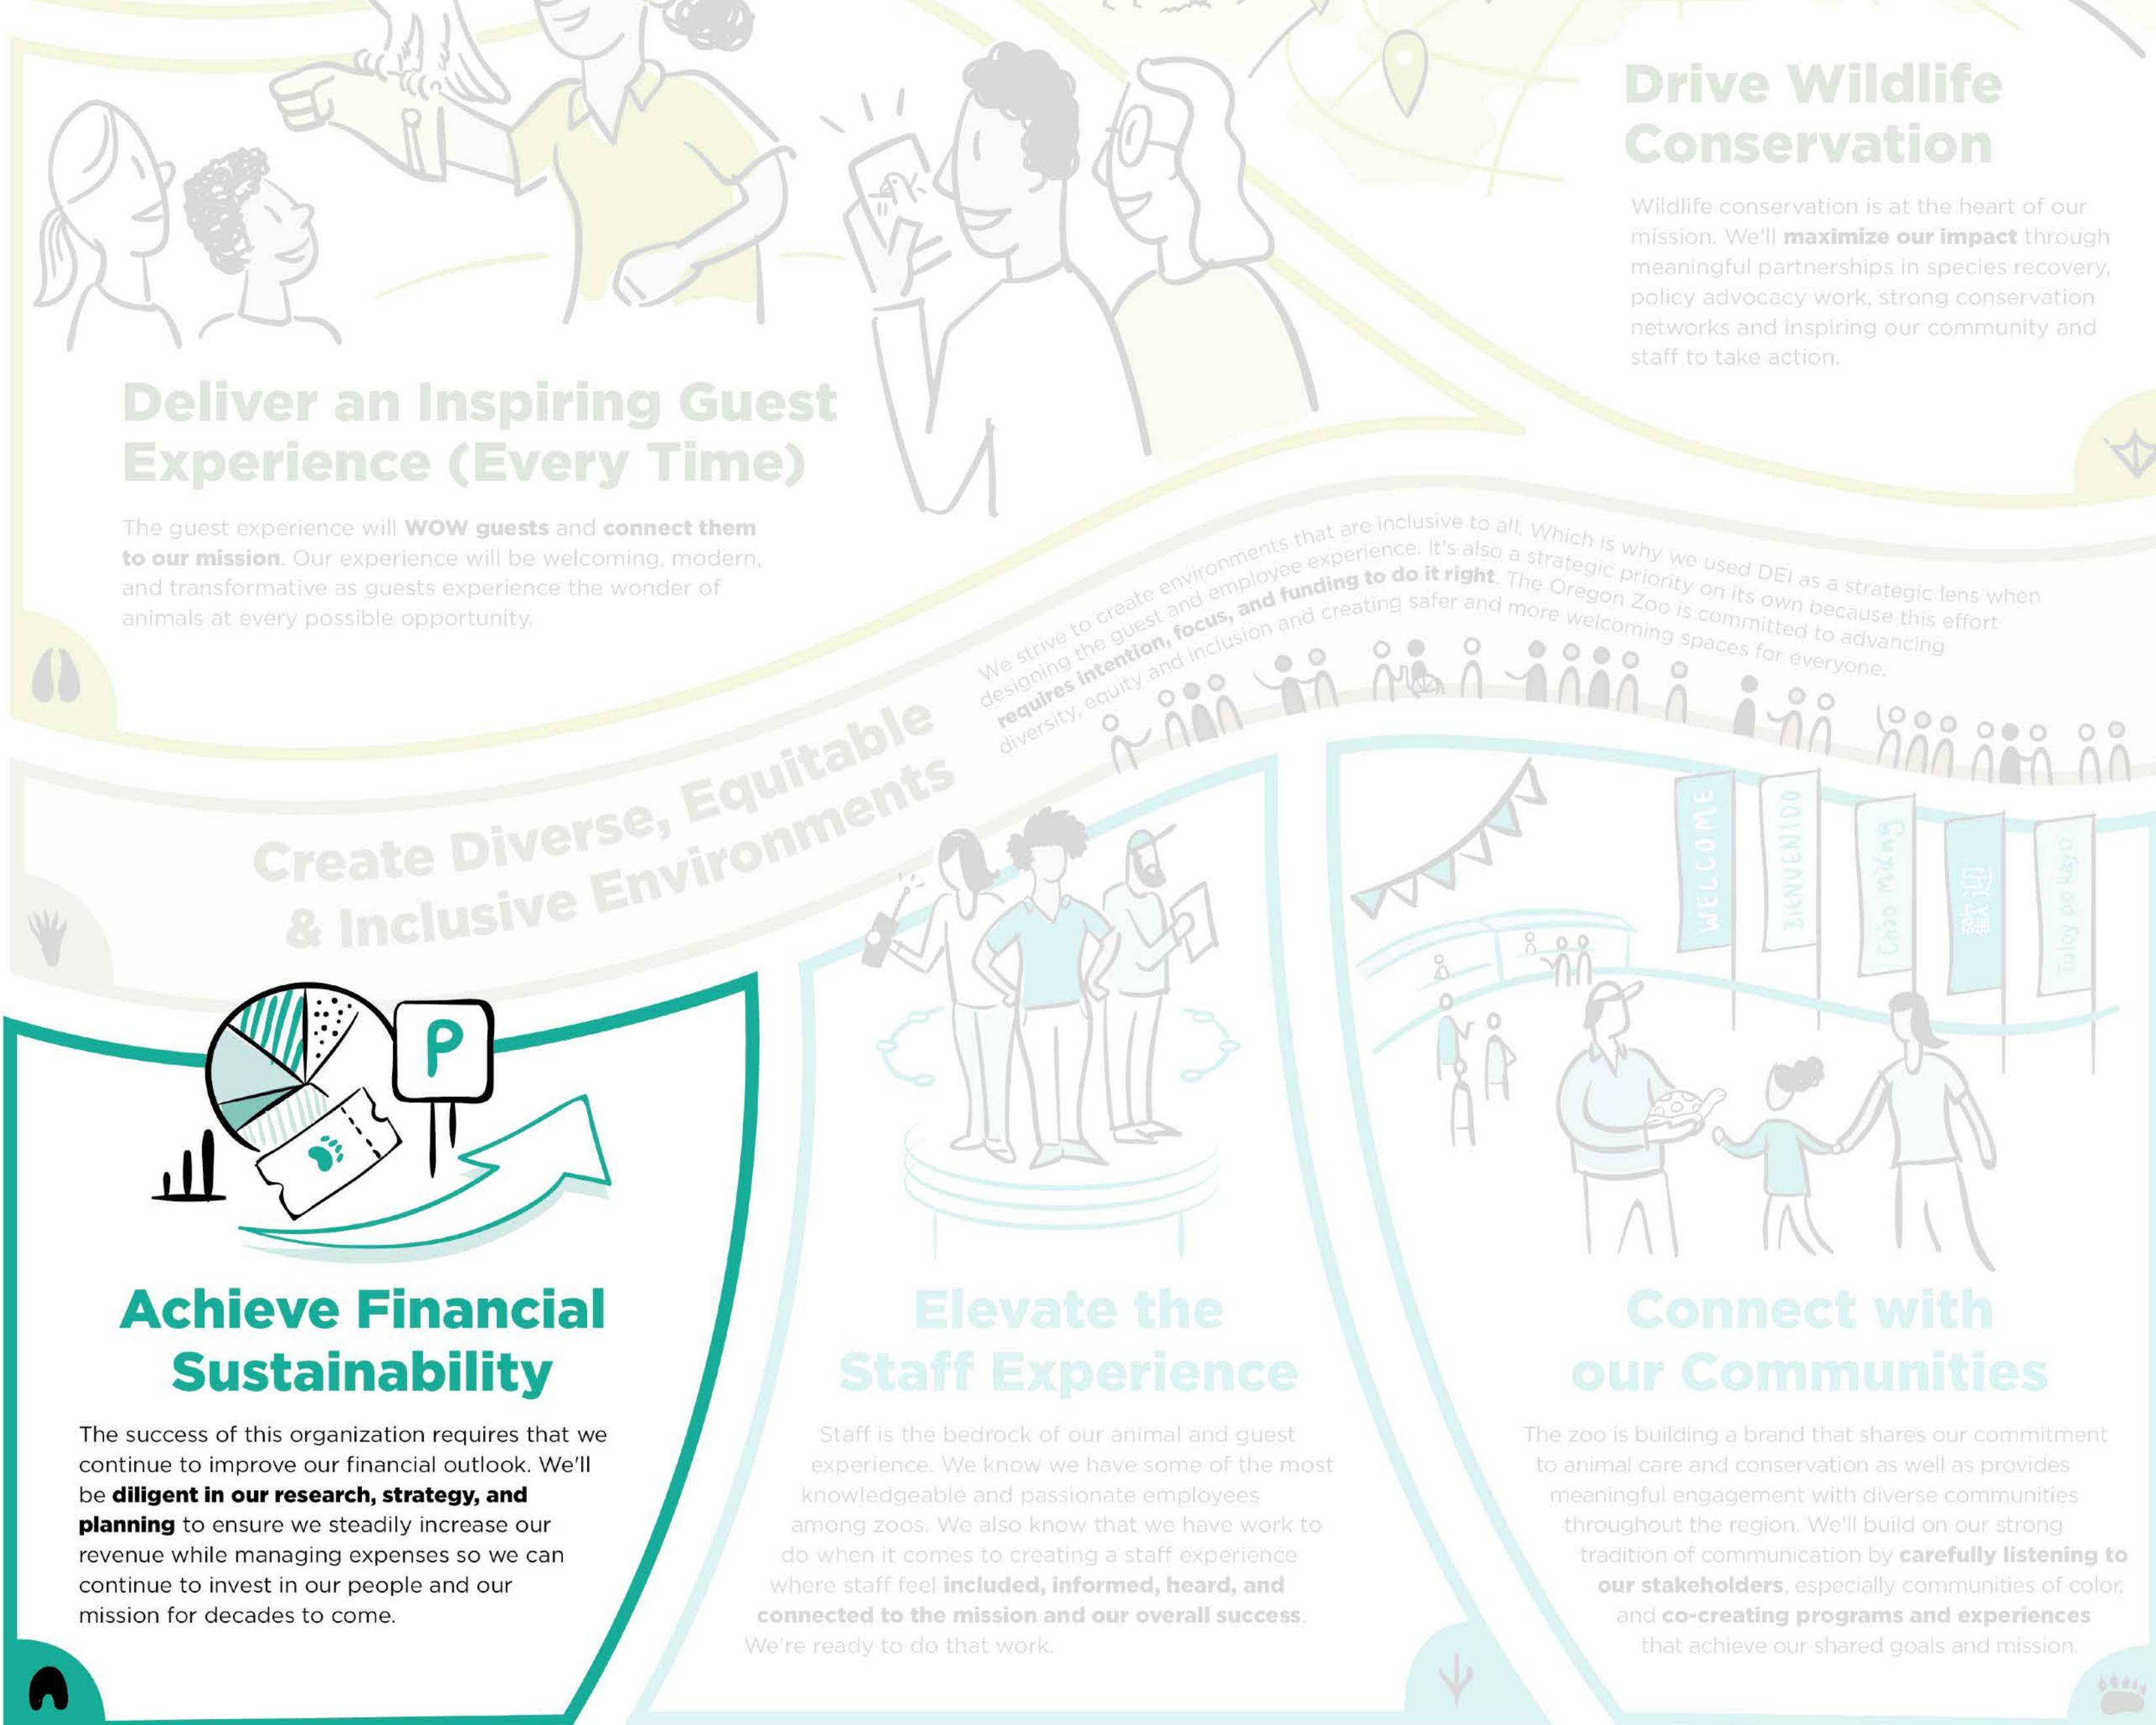 Drive Wildlife
Conservation
Wildlife conservation is at the heart of our
mission. We'll maximize our impact through
meaningful partnerships in species recovery,
policy advocacy work, strong conservation
networks and inspiring our community and
staff to take action.
Deliver an Inspiring Guest
Experience (Every Time)
The guest experience will WOW guests and connect them
to our mission. Our experience will be welcoming, modern,
and transformative as guests experience the wonder of
animals at every possible opportunity.
We strive to create environments that are inclusive to all. Which is why we used DEI as a strategic lens when
designing the guest and employee experience. It's also a strategic priority on its own because this effort
requires intention, focus, and funding to do it right. The Oregon Zoo is committed to advancing
diversity, equity and inclusion and creating safer and more welcoming spaces for everyone.
Create Diverse, Equitable
& Inclusive Environments
WELCOME
BIENVENIDO
Chào mừng
歡迎
Tuloy po kayo
P
Achieve Financial
Sustainability
The success of this organization requires that we
continue to improve our financial outlook. We'll
be diligent in our research, strategy, and
planning to ensure we steadily increase our
revenue while managing expenses so we can
continue to invest in our people and our
mission for decades to come.
Elevate the
Staff Experience
Staff is the bedrock of our animal and guest
experience. We know we have some of the most
knowledgeable and passionate employees
among zoos. We also know that we have work to
do when it comes to creating a staff experience
where staff feel included, informed, heard, and
connected to the mission and our overall success.
We're ready to do that work.
Connect with
our Communities
The zoo is building a brand that shares our commitment
to animal care and conservation as well as provides
meaningful engagement with diverse communities
throughout the region. We'll build on our strong
tradition of communication by carefully listening to
our stakeholders, especially communities of color,
and co-creating programs and experiences
that achieve our shared goals and mission.